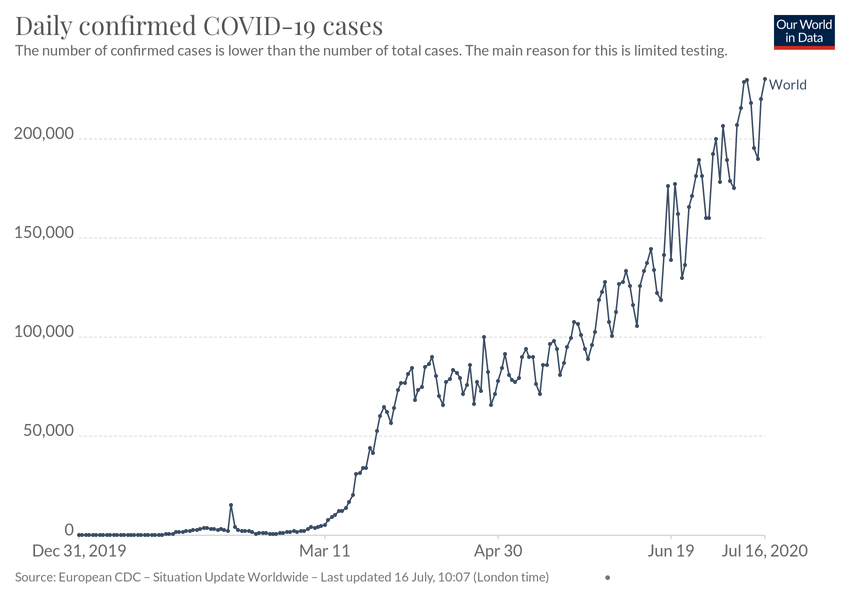 Daily confirmed COVID-19 cases
The number of confirmed cases is lower than the number of total cases. The main reason for this is limited testing.
Our World
in Data
World
200,000
150,000
100,000
50,000
0
Dec 31, 2019 Mar 11 Apr 30 Jun 19 Jul 16, 2020
Source: European CDC – Situation Update Worldwide – Last updated 16 July, 10:07 (London time)